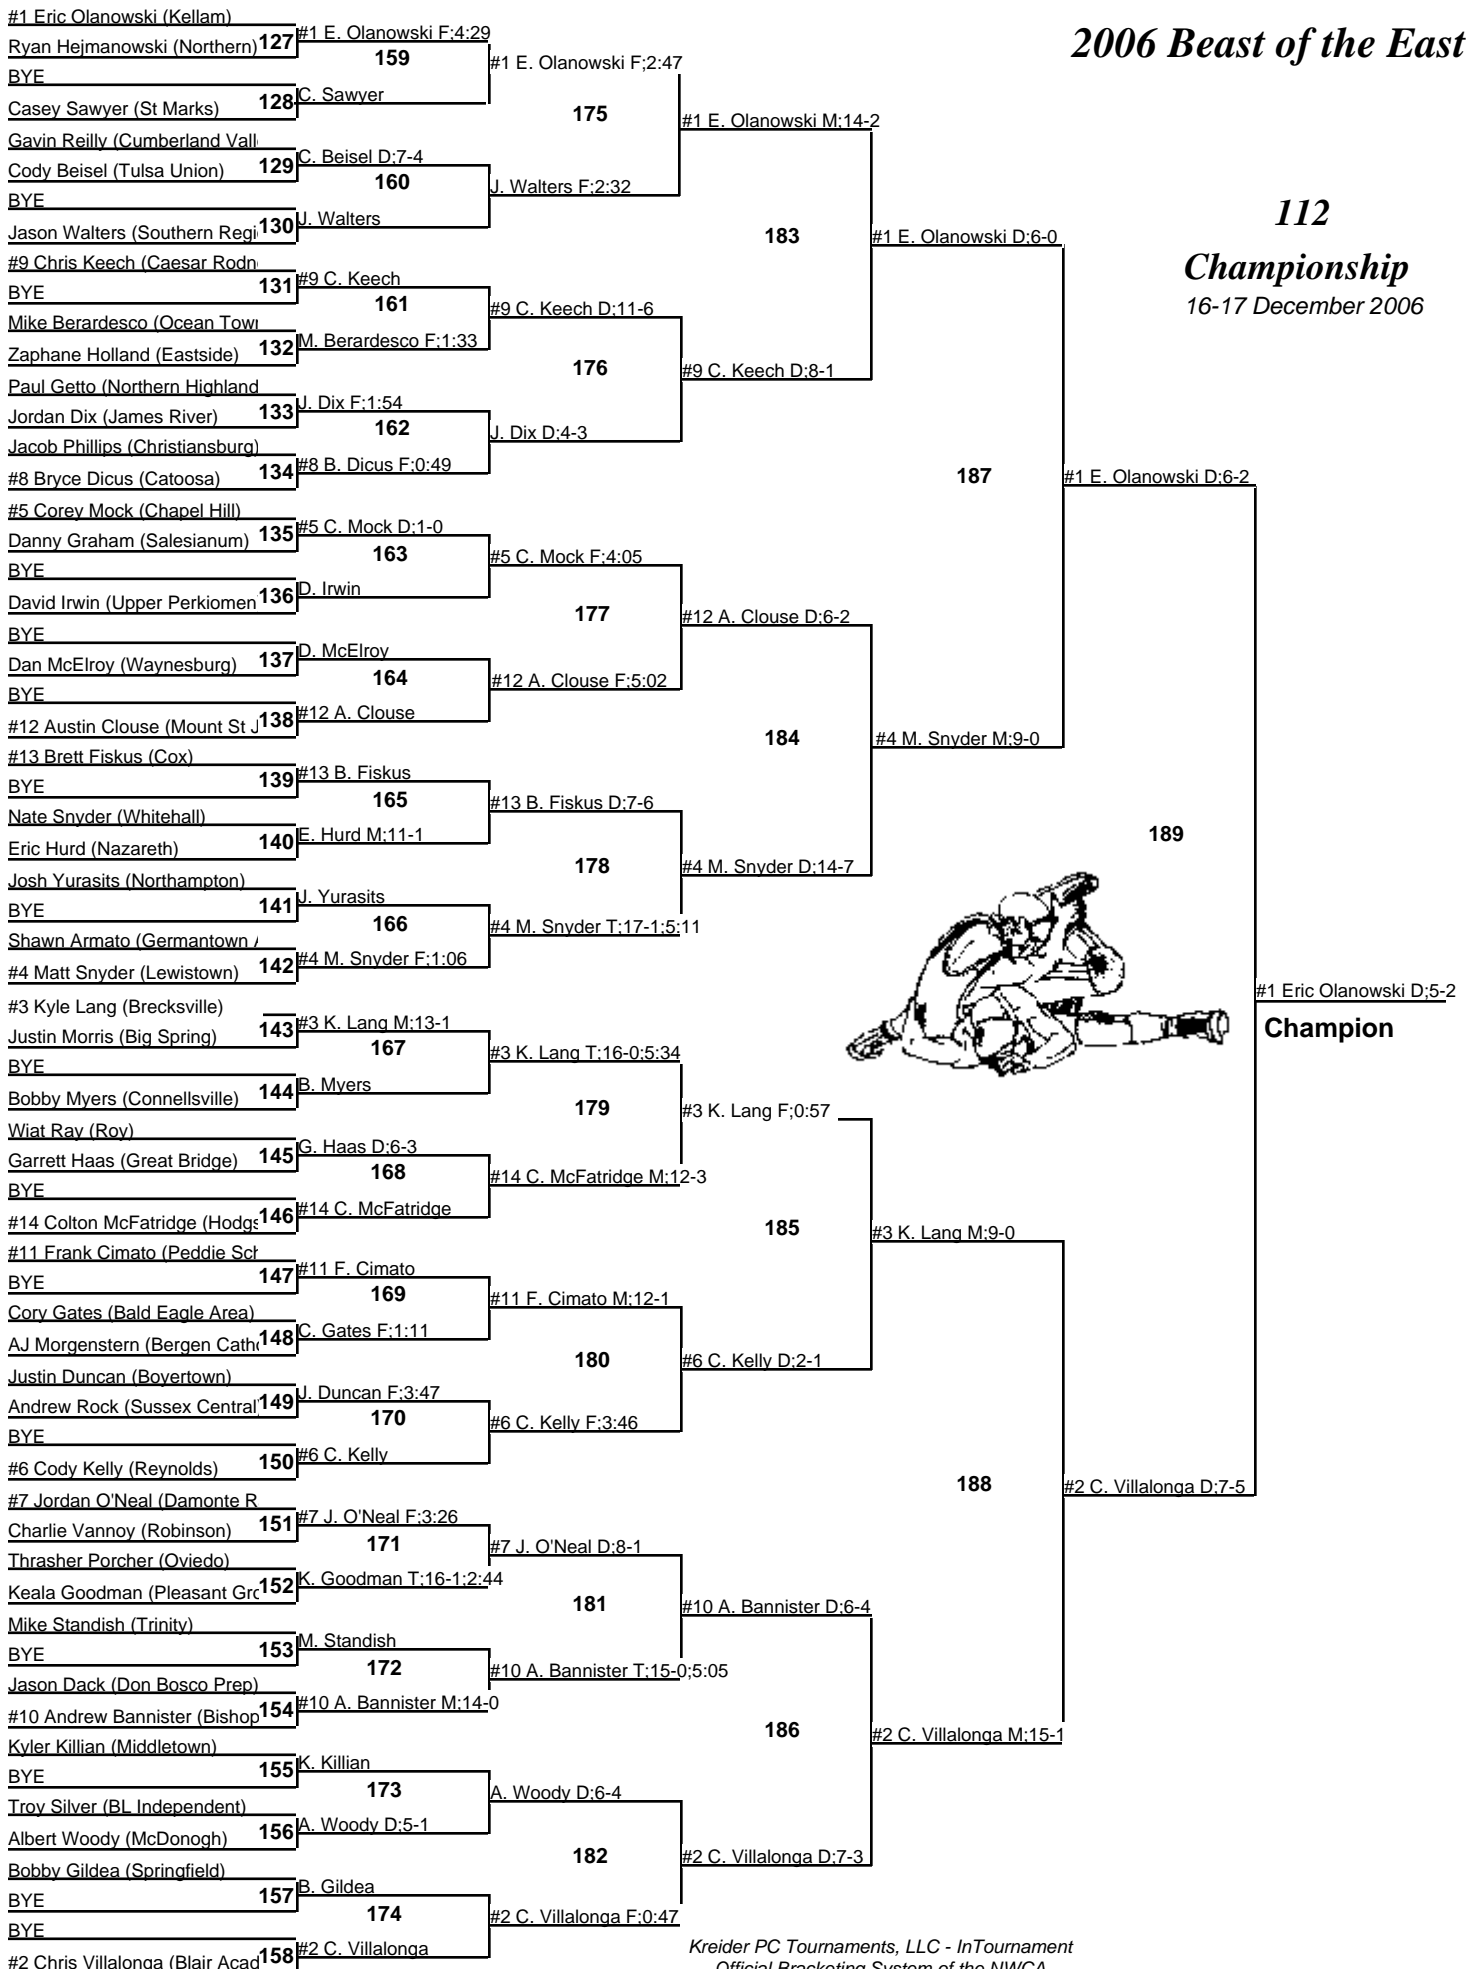 2006 Beast of the East
112
Championship
16-17 December 2006
#1 Eric Olanowski (Kellam)
Ryan Hejmanowski (Northern)
127
BYE
Casey Sawyer (St Marks)
128
Gavin Reilly (Cumberland Vall
Cody Beisel (Tulsa Union)
129
BYE
Jason Walters (Southern Regi
130
#9 Chris Keech (Caesar Rodn
BYE
131
Mike Berardesco (Ocean Tow
Zaphane Holland (Eastside)
132
Paul Getto (Northern Highland
Jordan Dix (James River)
133
Jacob Phillips (Christiansburg)
#8 Bryce Dicus (Catoosa)
134
#5 Corey Mock (Chapel Hill)
Danny Graham (Salesianum)
135
BYE
David Irwin (Upper Perkiomen
136
BYE
Dan McElroy (Waynesburg)
137
BYE
#12 Austin Clouse (Mount St J
138
#13 Brett Fiskus (Cox)
BYE
139
Nate Snyder (Whitehall)
Eric Hurd (Nazareth)
140
Josh Yurasits (Northampton)
BYE
141
Shawn Armato (Germantown
#4 Matt Snyder (Lewistown)
142
#3 Kyle Lang (Brecksville)
Justin Morris (Big Spring)
143
BYE
Bobby Myers (Connellsville)
144
Wiat Ray (Roy)
Garrett Haas (Great Bridge)
145
BYE
#14 Colton McFatridge (Hodgs
146
#11 Frank Cimato (Peddie Sch
BYE
147
Cory Gates (Bald Eagle Area)
AJ Morgenstern (Bergen Cath
148
Justin Duncan (Boyertown)
Andrew Rock (Sussex Central)
149
BYE
#6 Cody Kelly (Reynolds)
150
#7 Jordan O'Neal (Damonte R
Charlie Vannoy (Robinson)
151
Thrasher Porcher (Oviedo)
Keala Goodman (Pleasant Gro
152
Mike Standish (Trinity)
BYE
153
Jason Dack (Don Bosco Prep)
#10 Andrew Bannister (Bishop
154
Kyler Killian (Middletown)
BYE
155
Troy Silver (BL Independent)
Albert Woody (McDonogh)
156
Bobby Gildea (Springfield)
BYE
157
BYE
#2 Chris Villalonga (Blair Acad
158
#1 E. Olanowski F;4:29
159
C. Sawyer
C. Beisel D;7-4
160
J. Walters
#9 C. Keech
161
M. Berardesco F;1:33
J. Dix F;1:54
162
#8 B. Dicus F;0:49
#5 C. Mock D;1-0
163
D. Irwin
D. McElroy
164
#12 A. Clouse
#13 B. Fiskus
165
E. Hurd M;11-1
J. Yurasits
166
#4 M. Snyder F;1:06
#3 K. Lang M;13-1
167
B. Myers
G. Haas D;6-3
168
#14 C. McFatridge
#11 F. Cimato
169
C. Gates F;1:11
J. Duncan F;3:47
170
#6 C. Kelly
#7 J. O'Neal F;3:26
171
K. Goodman T;16-1;2:44
M. Standish
172
#10 A. Bannister M;14-0
K. Killian
173
A. Woody D;5-1
B. Gildea
174
#2 C. Villalonga
#1 E. Olanowski F;2:47
175
J. Walters F;2:32
#9 C. Keech D;11-6
176
J. Dix D;4-3
#5 C. Mock F;4:05
177
#12 A. Clouse F;5:02
#13 B. Fiskus D;7-6
178
#4 M. Snyder T;17-1;5:11
#3 K. Lang T;16-0;5:34
179
#14 C. McFatridge M;12-3
#11 F. Cimato M;12-1
180
#6 C. Kelly F;3:46
#7 J. O'Neal D;8-1
181
#10 A. Bannister T;15-0;5:05
A. Woody D;6-4
182
#2 C. Villalonga F;0:47
#1 E. Olanowski M;14-2
183
#9 C. Keech D;8-1
#12 A. Clouse D;6-2
184
#4 M. Snyder D;14-7
#3 K. Lang F;0:57
185
#6 C. Kelly D;2-1
#10 A. Bannister D;6-4
186
#2 C. Villalonga D;7-3
#1 E. Olanowski D;6-0
187
#4 M. Snyder M;9-0
#3 K. Lang M;9-0
188
#2 C. Villalonga M;15-1
#1 E. Olanowski D;6-2
189
#2 C. Villalonga D;7-5
#1 Eric Olanowski D;5-2
Champion
Kreider PC Tournaments, LLC - InTournament
Official Bracketing System of the NWCA